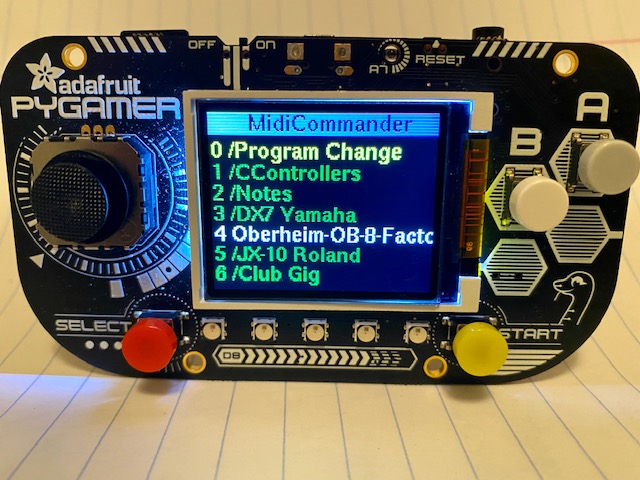 OFF
ON
A1
RESET
adafruit
PYGAMER
A
B
MidiCommander
0 /Program Change
1 /CControllers
2 /Notes
3 /DX7 Yamaha
4 Oberheim-OB-8-Facto
5 /JX-10 Roland
6 /Club Gig
SELECT
START
D8